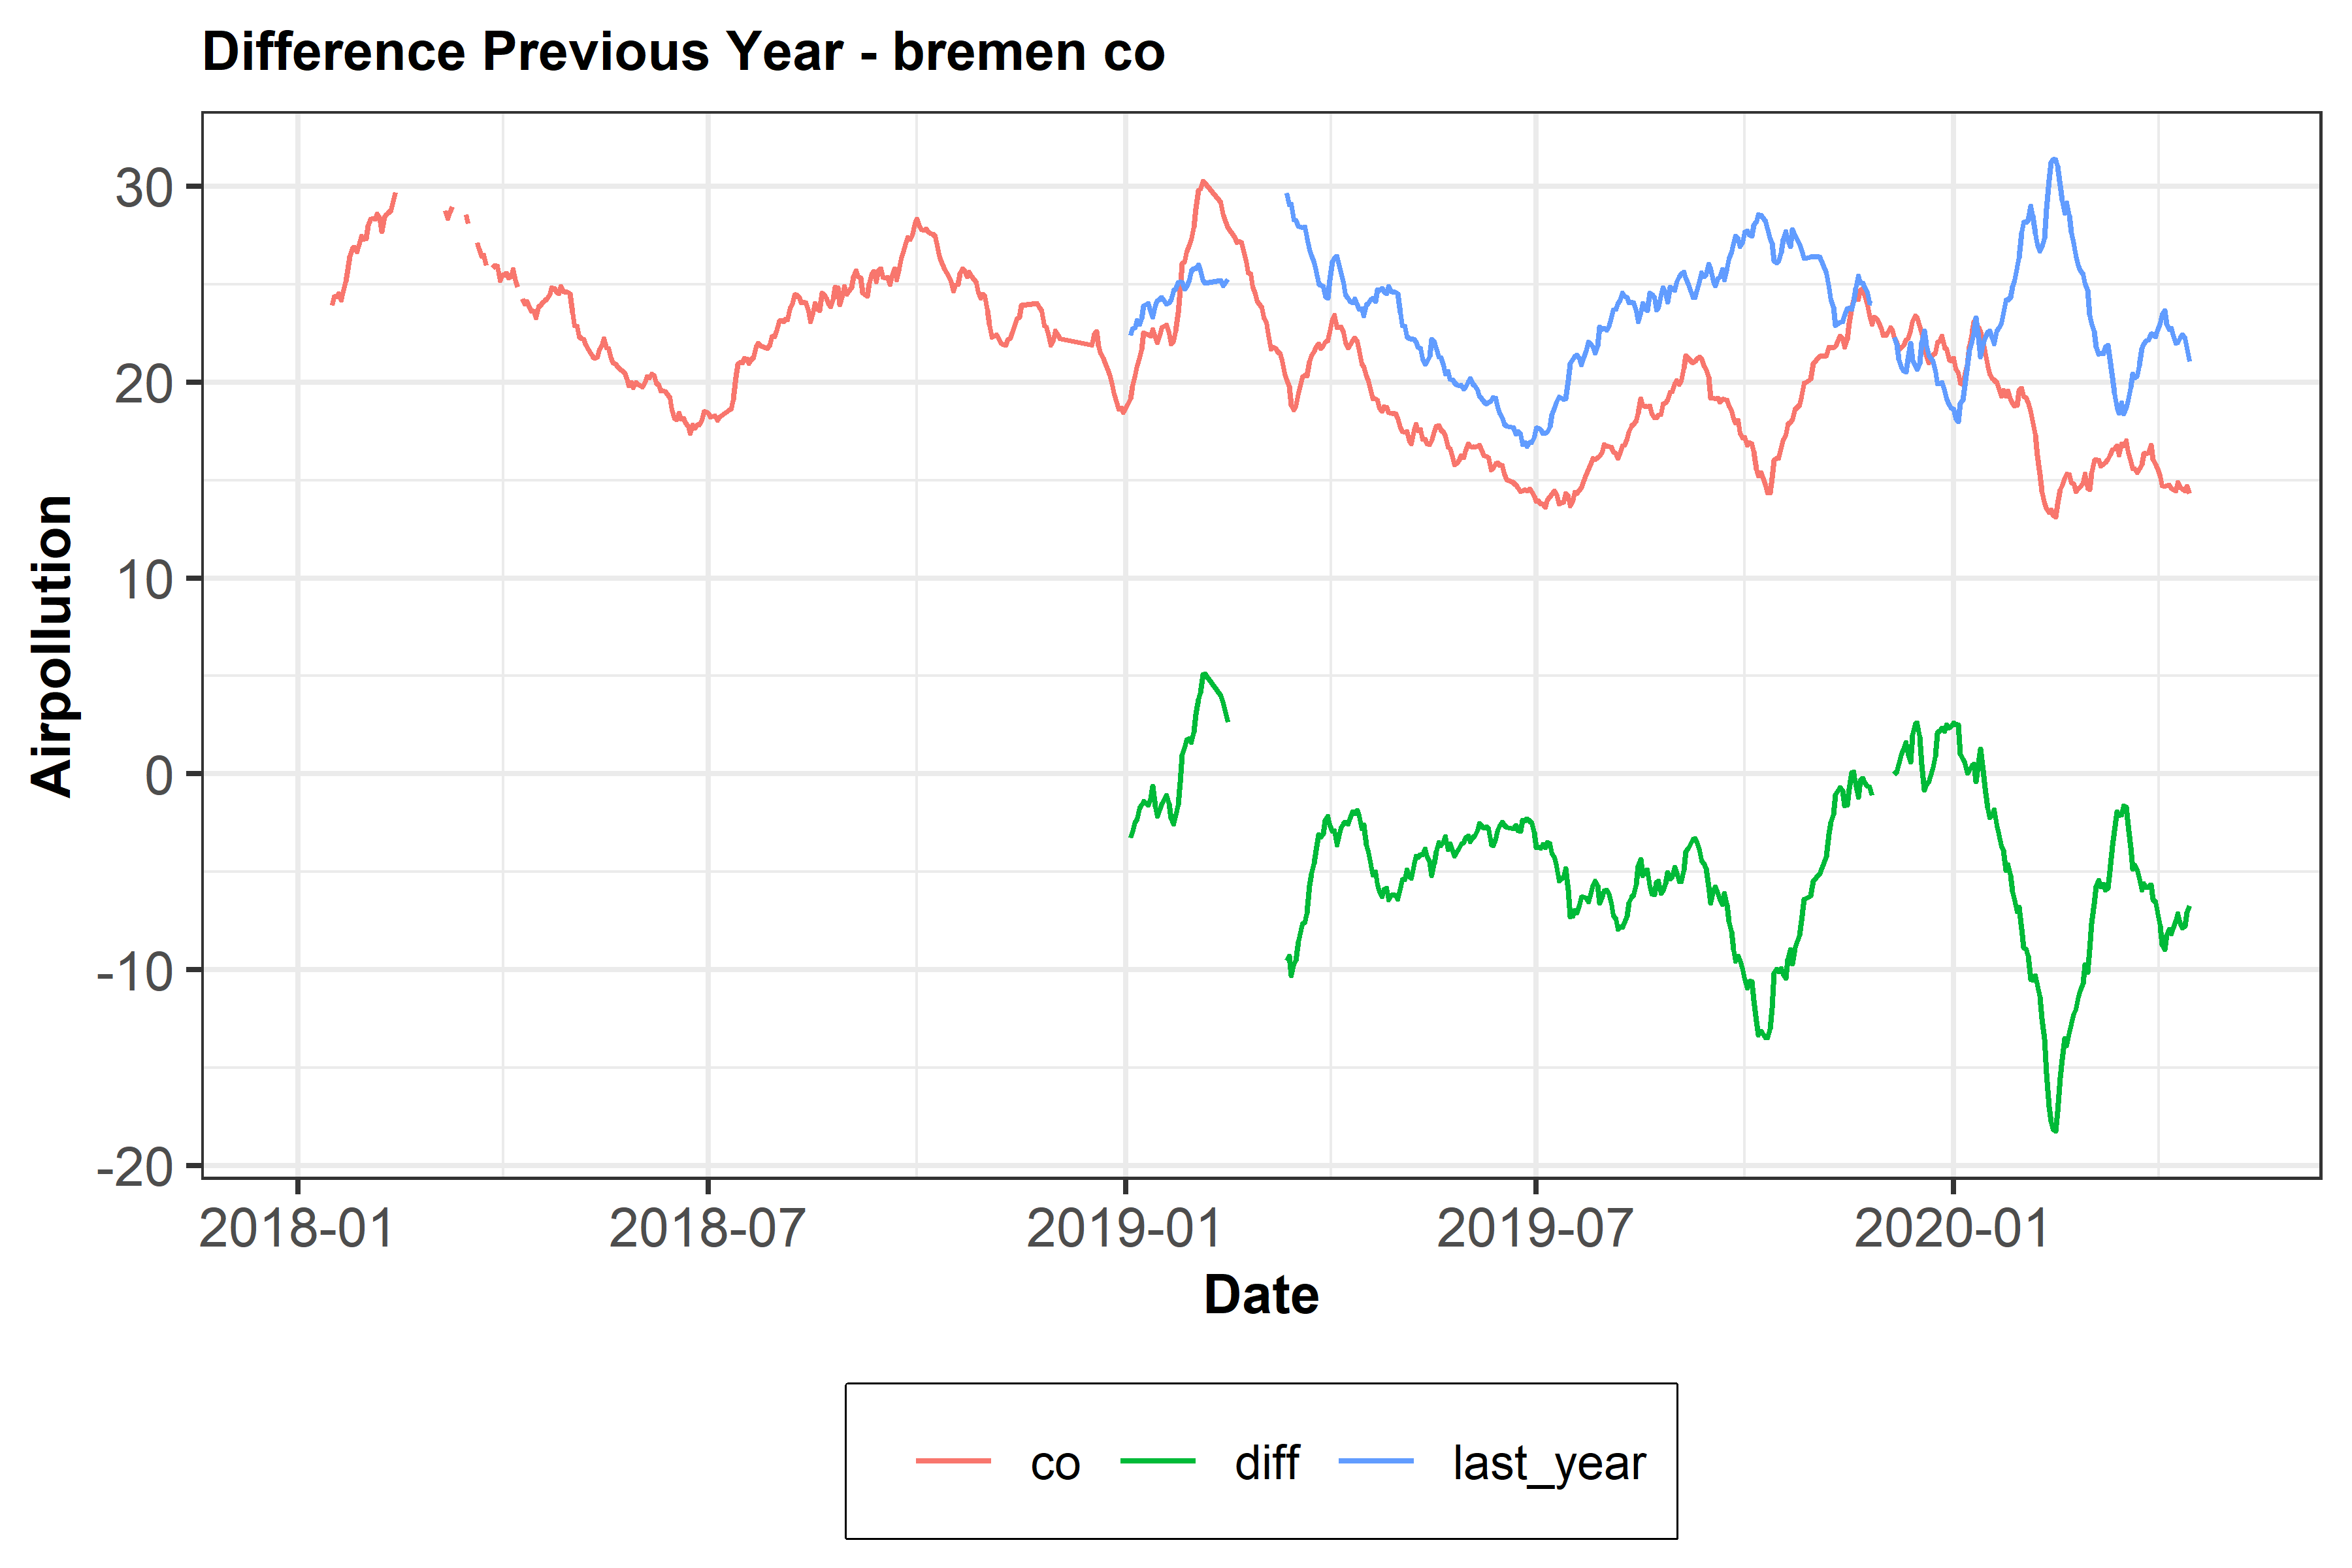 Difference Previous Year - bremen co
Airpollution
30
20
10
0
-10
-20
2018-01 2018-07 2019-01 2019-07 2020-01
Date
co diff last_year